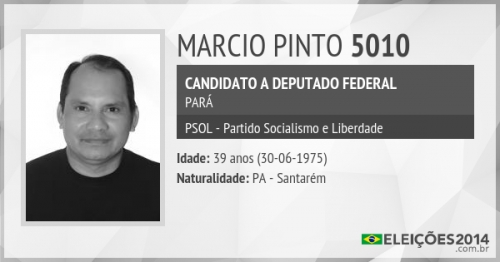 MARCIO PINTO 5010
CANDIDATO A DEPUTADO FEDERAL
PARÁ
PSOL - Partido Socialismo e Liberdade
Idade: 39 anos (30-06-1975)
Naturalidade: PA - Santarém
ELEIÇÕES2014
.com.br